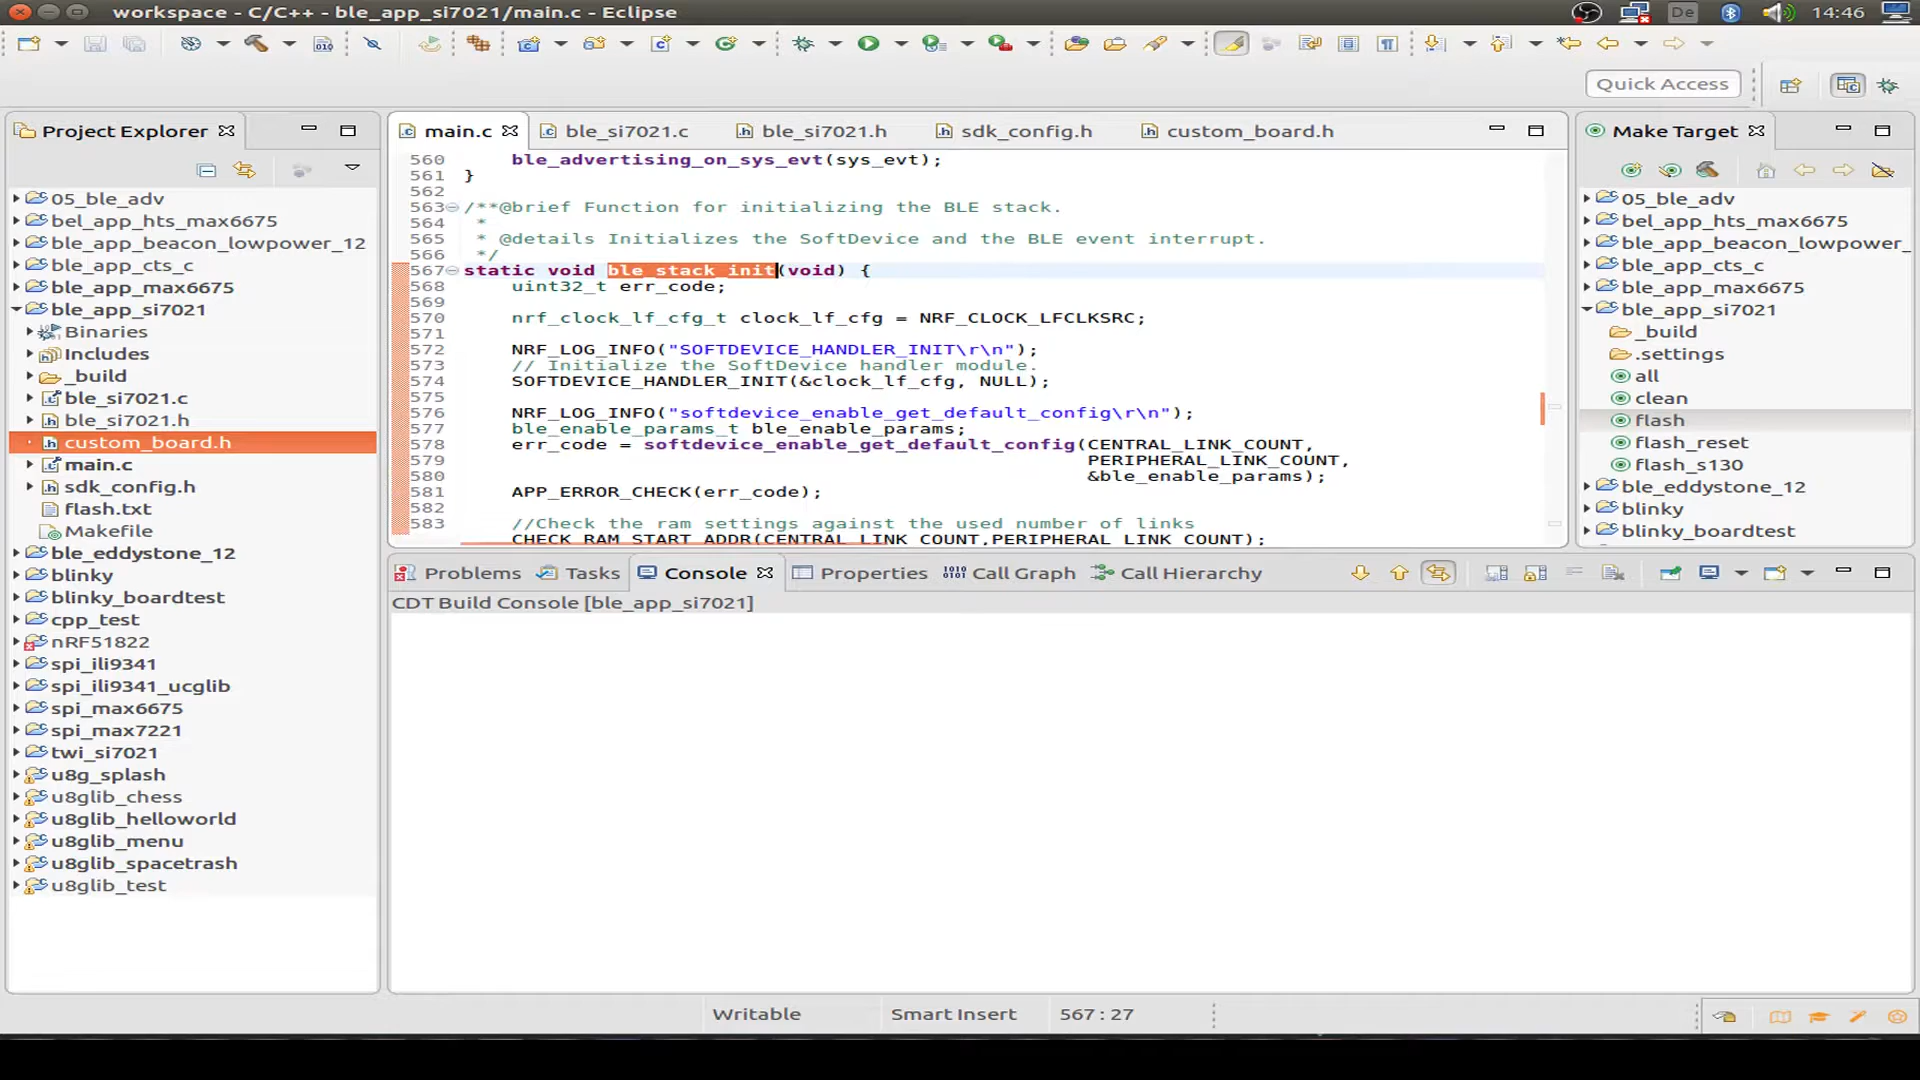 workspace - C/C++ - ble_app_si7021/main.c - Eclipse
De
14:46
Quick Access
Project Explorer
05_ble_adv
bel_app_hts_max6675
ble_app_beacon_lowpower_12
ble_app_cts_c
ble_app_max6675
ble_app_si7021
Binaries
Includes
_build
ble_si7021.c
ble_si7021.h
custom_board.h
main.c
sdk_config.h
flash.txt
Makefile
ble_eddystone_12
blinky
blinky_boardtest
cpp_test
nRF51822
spi_ili9341
spi_ili9341_ucglib
spi_max6675
spi_max7221
twi_si7021
u8g_splash
u8glib_chess
u8glib_helloworld
u8glib_menu
u8glib_spacetrash
u8glib_test
main.c
ble_si7021.c
ble_si7021.h
sdk_config.h
custom_board.h
560 ble_advertising_on_sys_evt(sys_evt);
561 }
562
563 /**@brief Function for initializing the BLE stack.
564 *
565 * @details Initializes the SoftDevice and the BLE event interrupt.
566 */
567 static void ble_stack_init(void) {
568 uint32_t err_code;
569
570 nrf_clock_lf_cfg_t clock_lf_cfg = NRF_CLOCK_LFCLKSRC;
571
572 NRF_LOG_INFO("SOFTDEVICE_HANDLER_INIT\r\n");
573 // Initialize the SoftDevice handler module.
574 SOFTDEVICE_HANDLER_INIT(&clock_lf_cfg, NULL);
575
576 NRF_LOG_INFO("softdevice_enable_get_default_config\r\n");
577 ble_enable_params_t ble_enable_params;
578 err_code = softdevice_enable_get_default_config(CENTRAL_LINK_COUNT,
579 PERIPHERAL_LINK_COUNT,
580 &ble_enable_params);
581 APP_ERROR_CHECK(err_code);
582
583 //Check the ram settings against the used number of links
CHECK_RAM_START_ADDR(CENTRAL_LINK_COUNT,PERIPHERAL_LINK_COUNT);
Make Target
05_ble_adv
bel_app_hts_max6675
ble_app_beacon_lowpower_
ble_app_cts_c
ble_app_max6675
ble_app_si7021
_build
.settings
all
clean
flash
flash_reset
flash_s130
ble_eddystone_12
blinky
blinky_boardtest
Problems
Tasks
Console
Properties
Call Graph
Call Hierarchy
CDT Build Console [ble_app_si7021]
Writable
Smart Insert
567 : 27